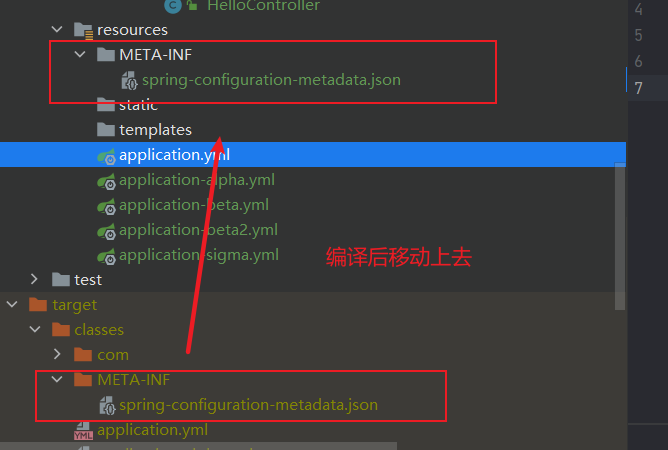 HelloController
4
resources
5
META-INF
6
spring-configuration-metadata.json
7
static
templates
application.yml
application-alpha.yml
application-beta.yml
application-beta2.yml
application-sigma.yml
编译后移动上去
test
target
classes
com
META-INF
spring-configuration-metadata.json
YML
application.yml